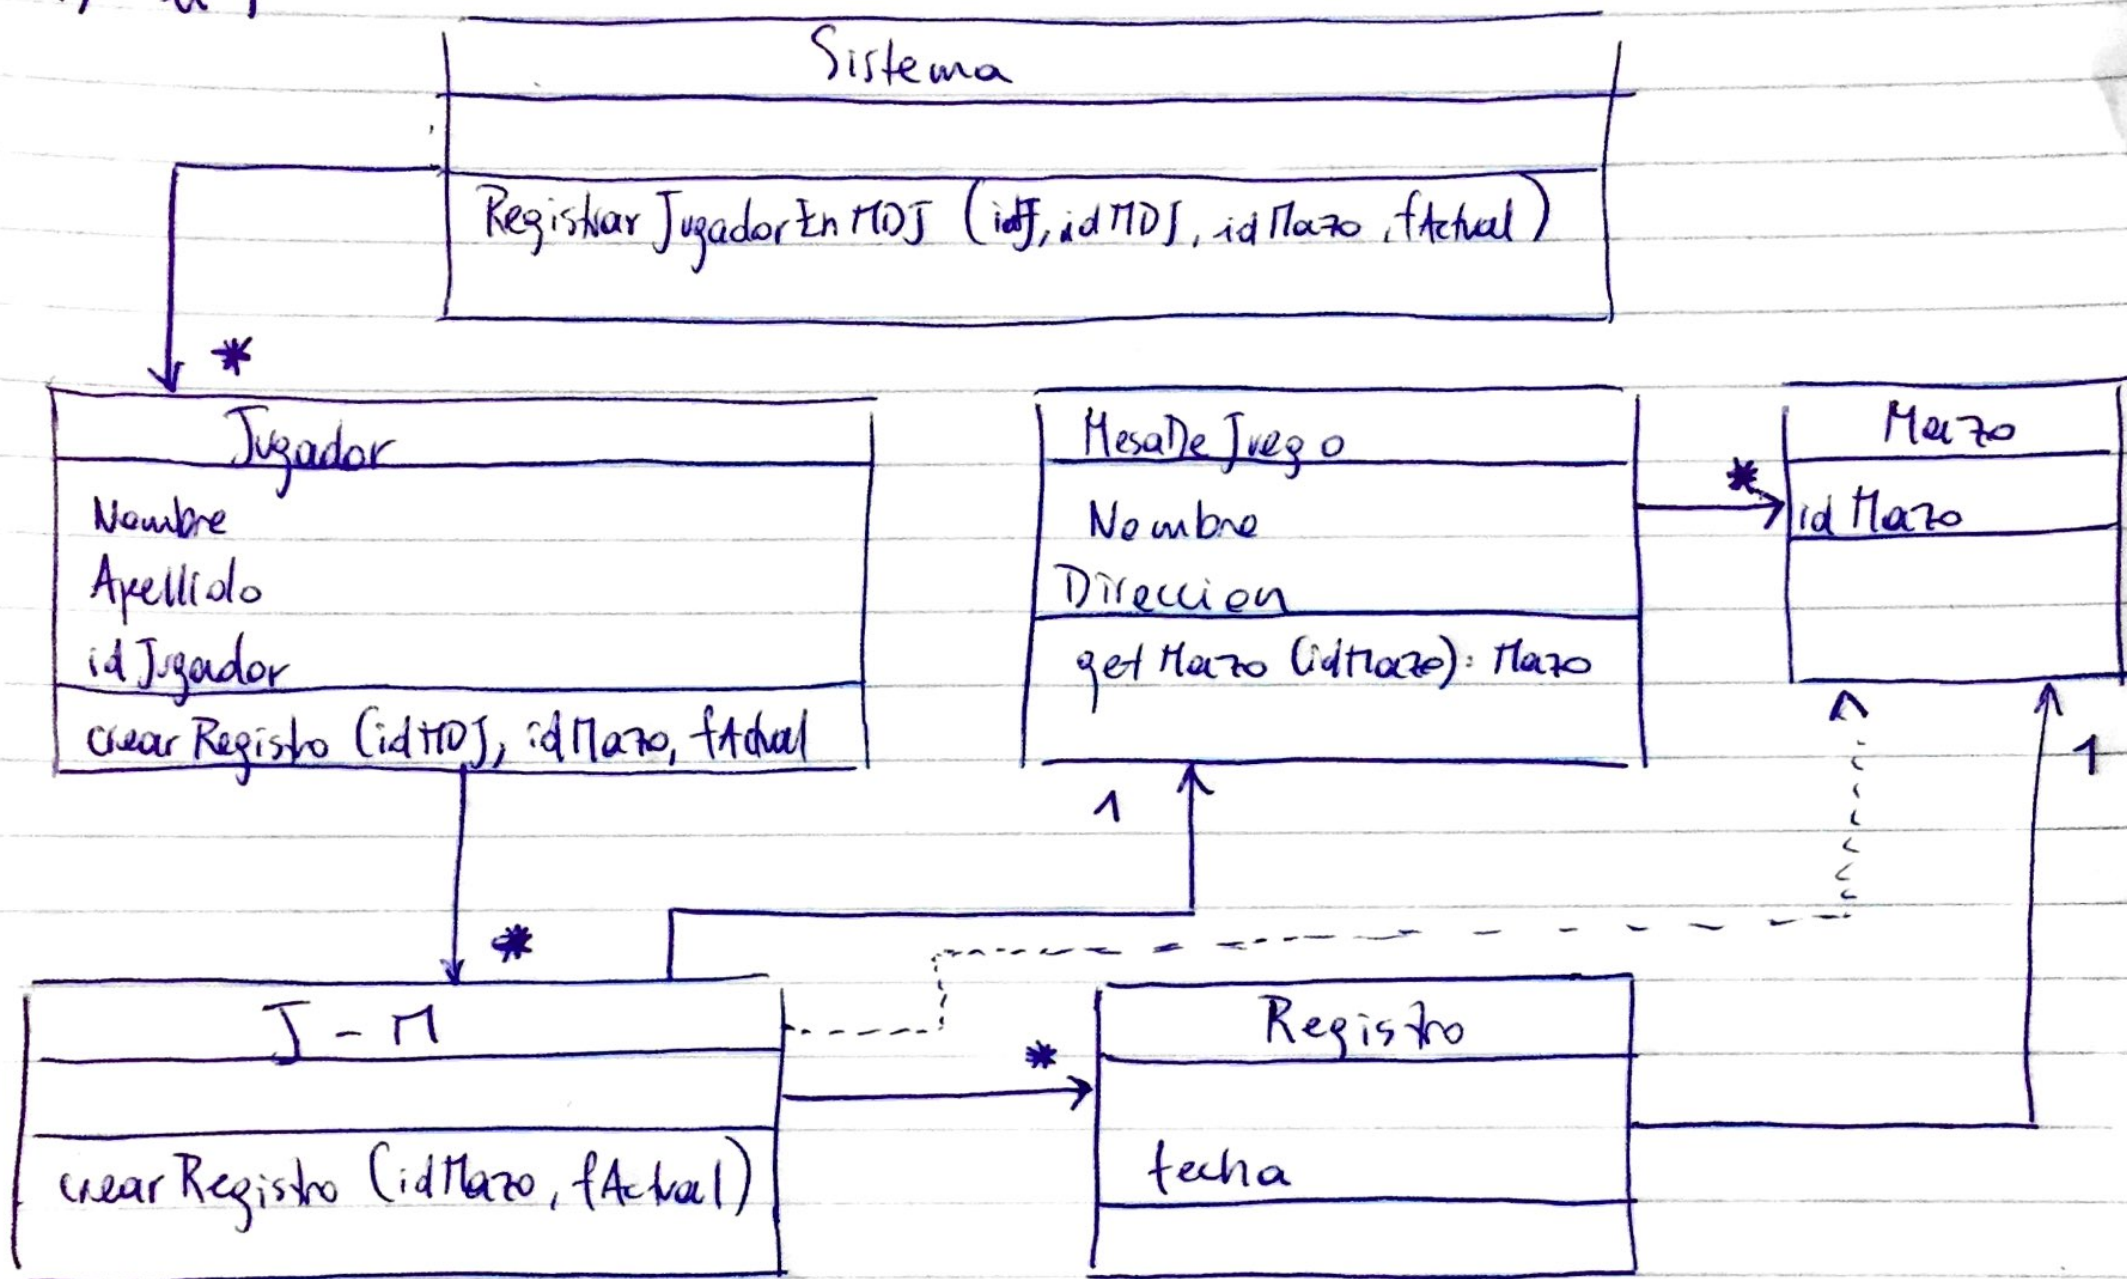 Sistema
RegistrarJugadorEnMDJ (idJ, idMDJ, idMazo, fActual)
*
Jugador
Nombre
Apellido
idJugador
crearRegistro (idMDJ, idMazo, fActual
MesaDeJuego
Nombre
Direccion
getMazo (idMazo): Mazo
*
Mazo
idMazo
1
1
*
J - M
crearRegistro (idMazo, fActual)
*
Registro
fecha